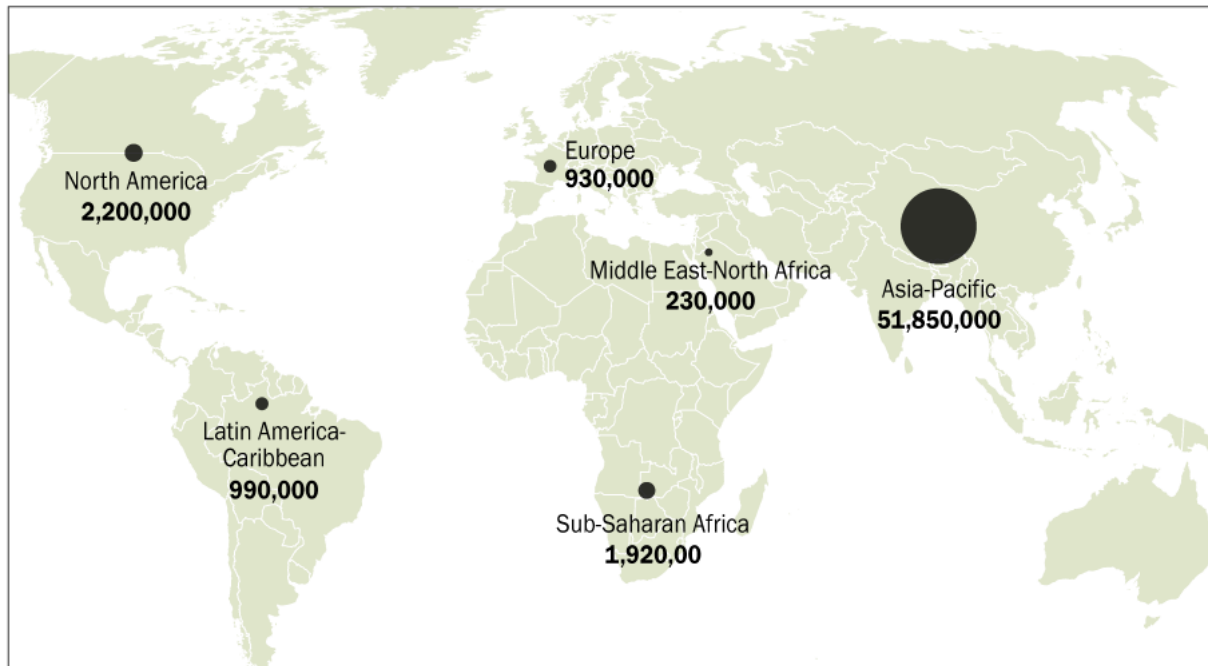 North America
2,200,000
Europe
930,000
Middle East-North Africa
230,000
Asia-Pacific
51,850,000
Latin America-
Caribbean
990,000
Sub-Saharan Africa
1,920,00